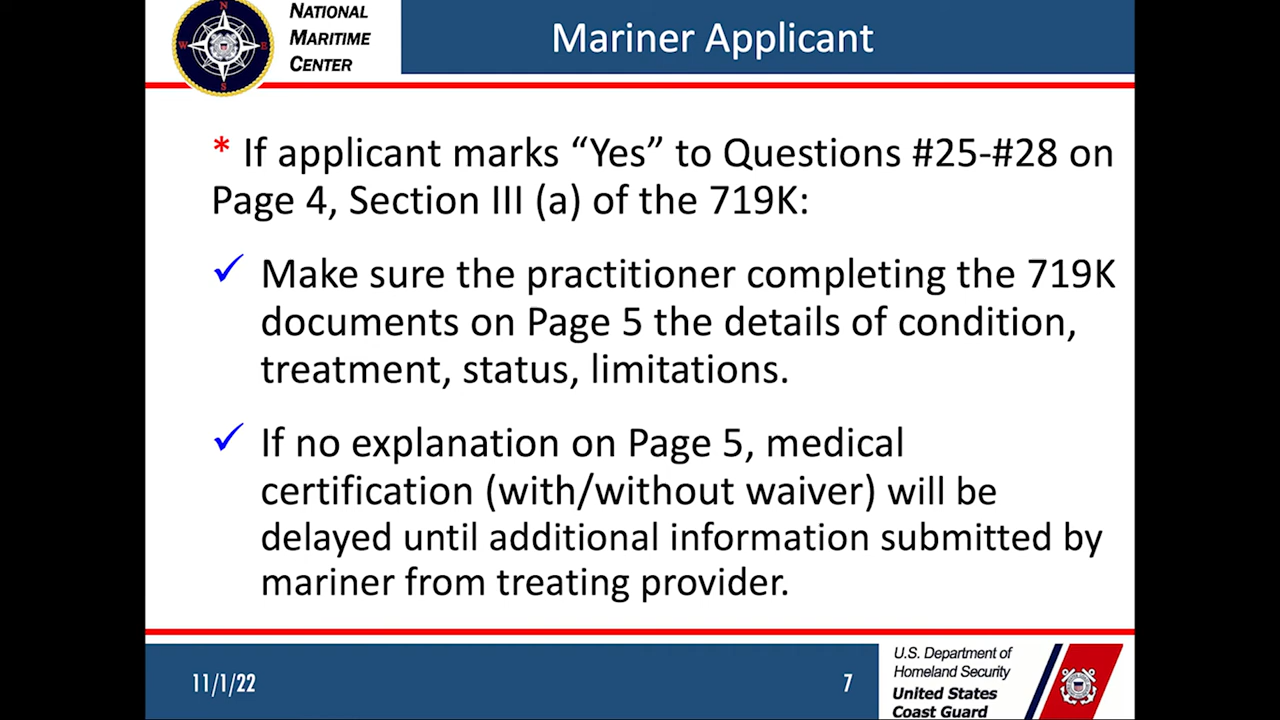 NATIONAL
MARITIME
CENTER
N
W
E
S
Mariner Applicant
* If applicant marks “Yes” to Questions #25-#28 on
Page 4, Section III (a) of the 719K:
✓ Make sure the practitioner completing the 719K
documents on Page 5 the details of condition,
treatment, status, limitations.
✓ If no explanation on Page 5, medical
certification (with/without waiver) will be
delayed until additional information submitted by
mariner from treating provider.
11/1/22
7
U.S. Department of
Homeland Security
United States
Coast Guard